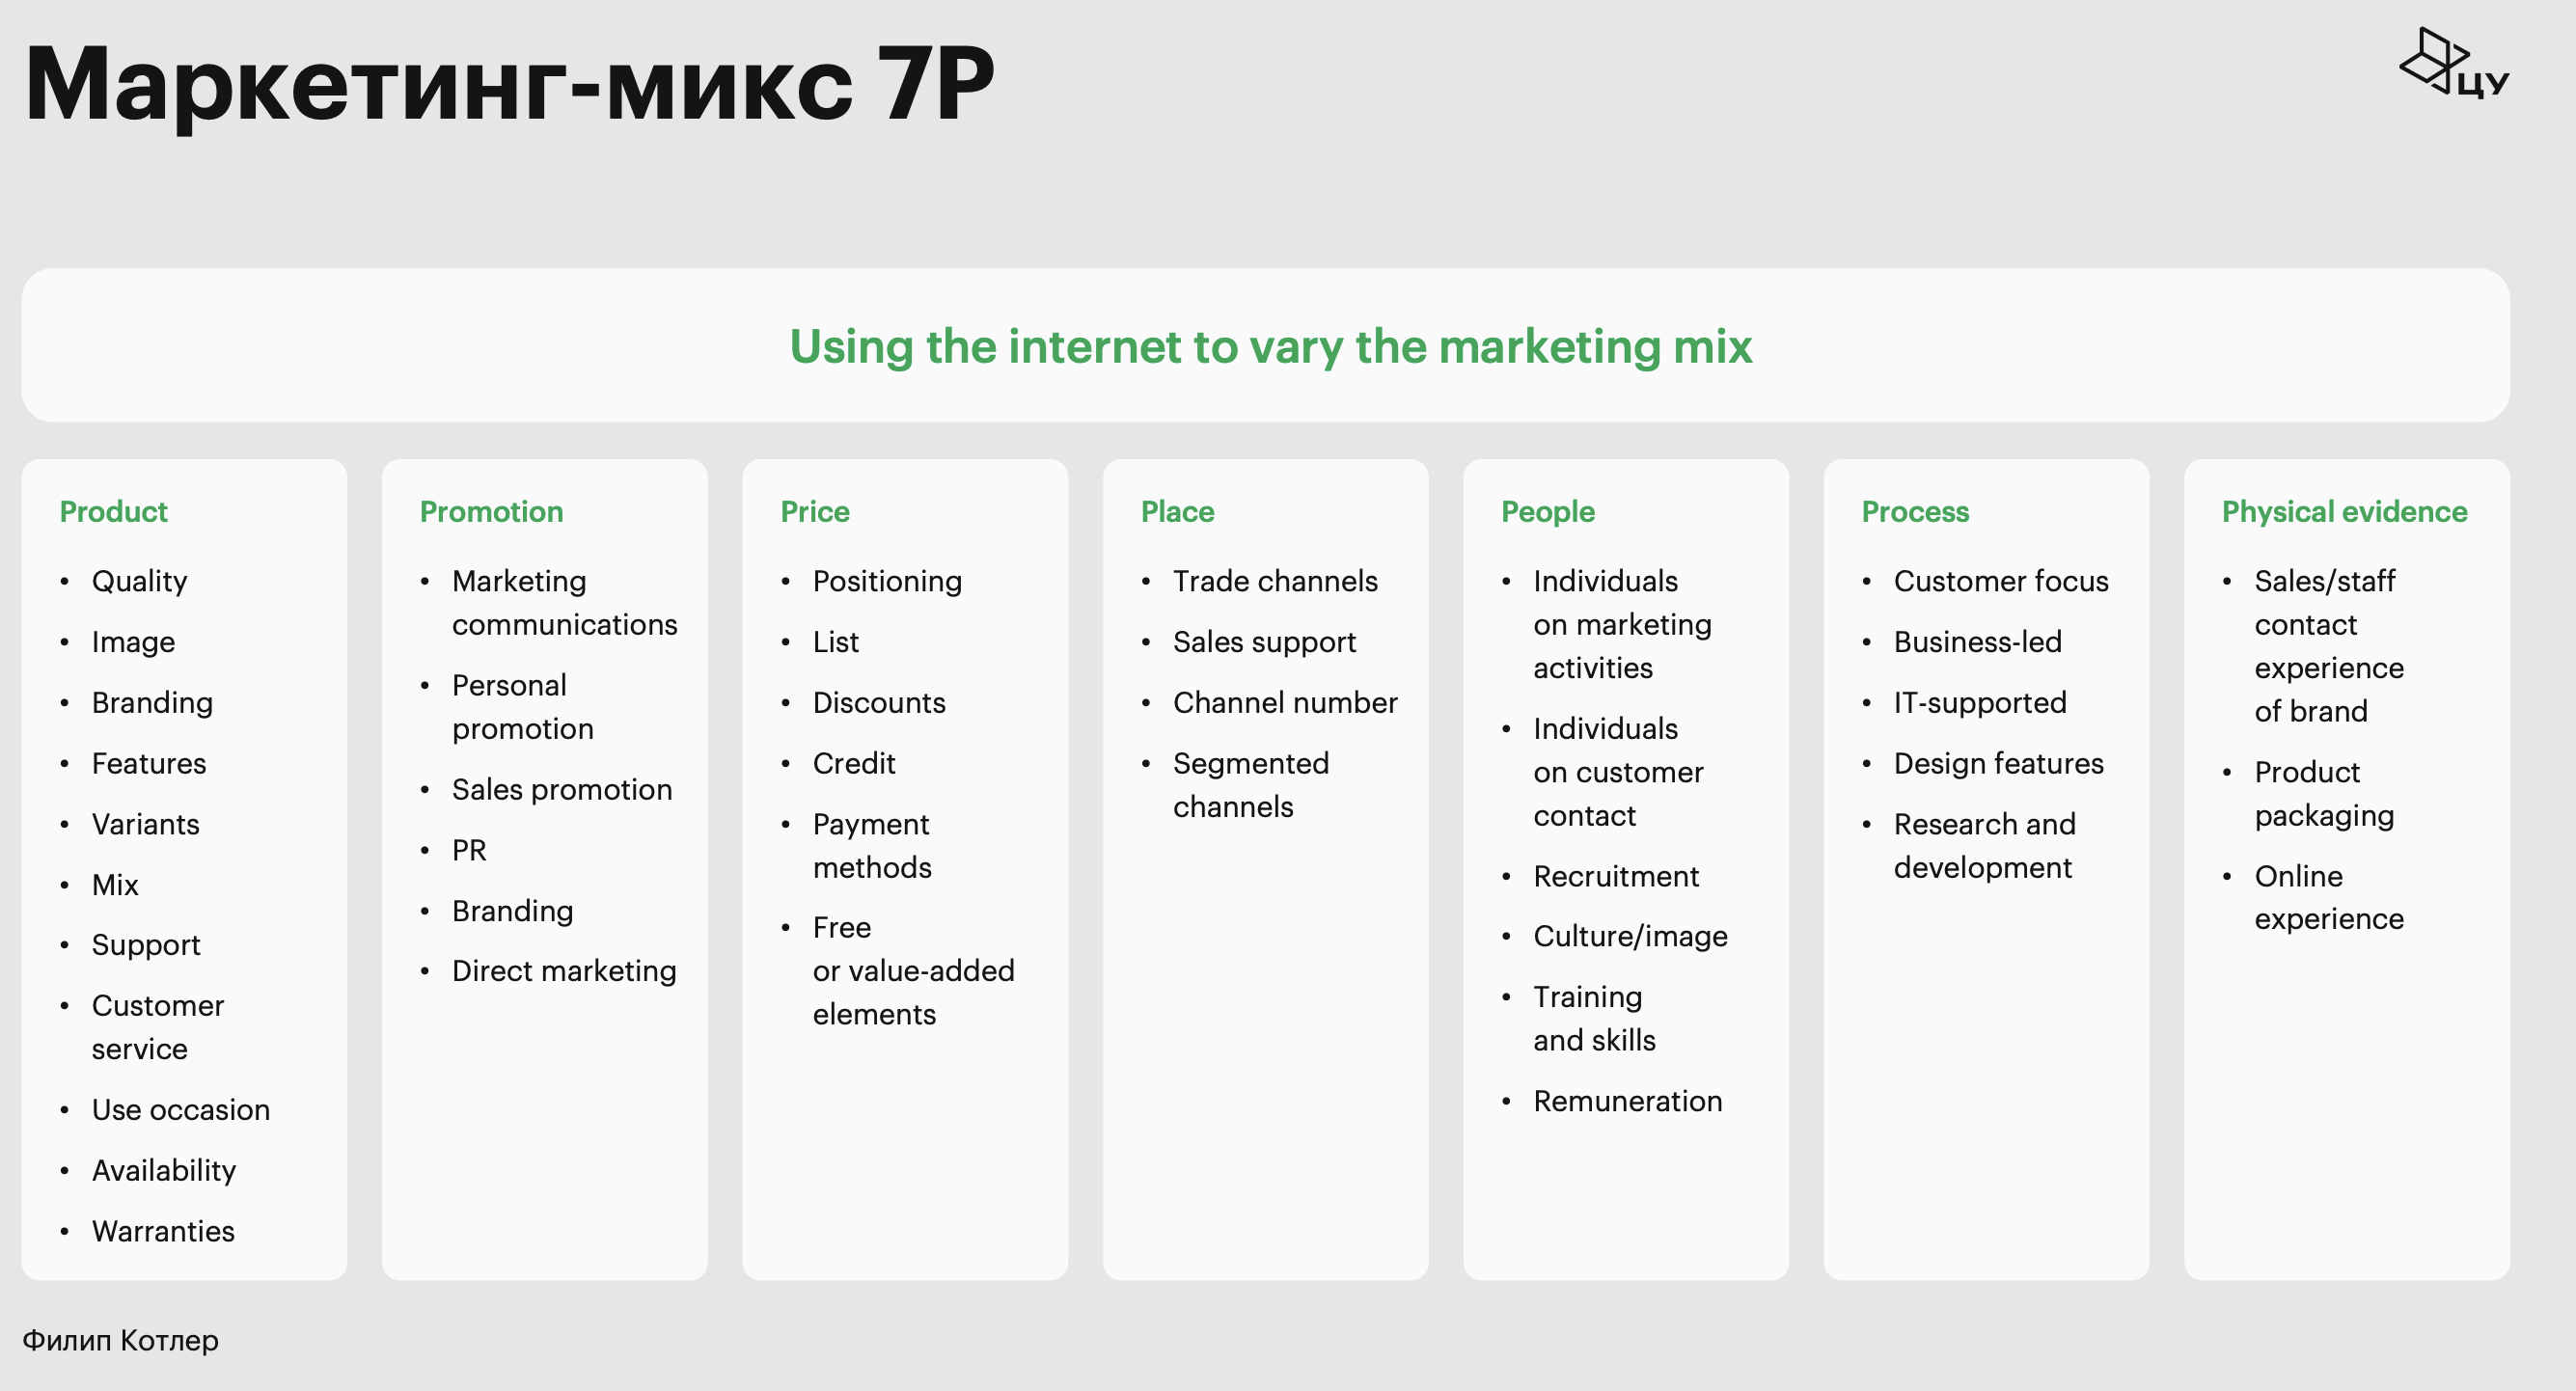 Маркетинг-микс 7P
ЦУ
Using the internet to vary the marketing mix
Product
• Quality
• Image
• Branding
• Features
• Variants
• Mix
• Support
• Customer
service
• Use occasion
• Availability
• Warranties
Promotion
• Marketing
communications
• Personal
promotion
• Sales promotion
• PR
• Branding
• Direct marketing
Price
• Positioning
• List
• Discounts
• Credit
• Payment
methods
• Free
or value-added
elements
Place
• Trade channels
• Sales support
• Channel number
• Segmented
channels
People
• Individuals
on marketing
activities
• Individuals
on customer
contact
• Recruitment
• Culture/image
• Training
and skills
• Remuneration
Process
• Customer focus
• Business-led
• IT-supported
• Design features
• Research and
development
Physical evidence
• Sales/staff
contact
experience
of brand
• Product
packaging
• Online
experience
Филип Котлер